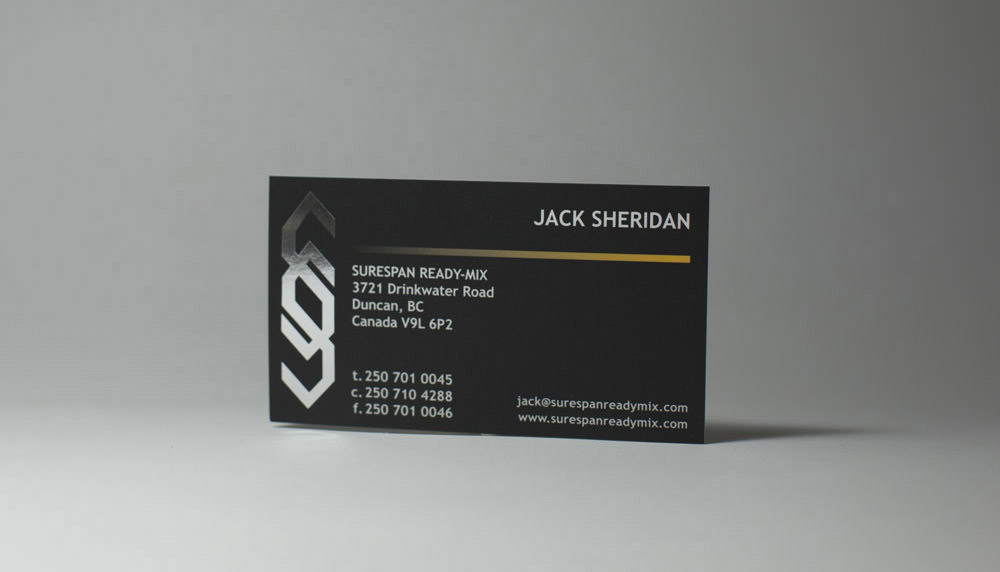 JACK SHERIDAN
SURESPAN READY-MIX
3721 Drinkwater Road
Duncan, BC
Canada V9L 6P2
t. 250 701 0045
c. 250 710 4288
f. 250 701 0046
jack@surespanreadymix.com
www.surespanreadymix.com